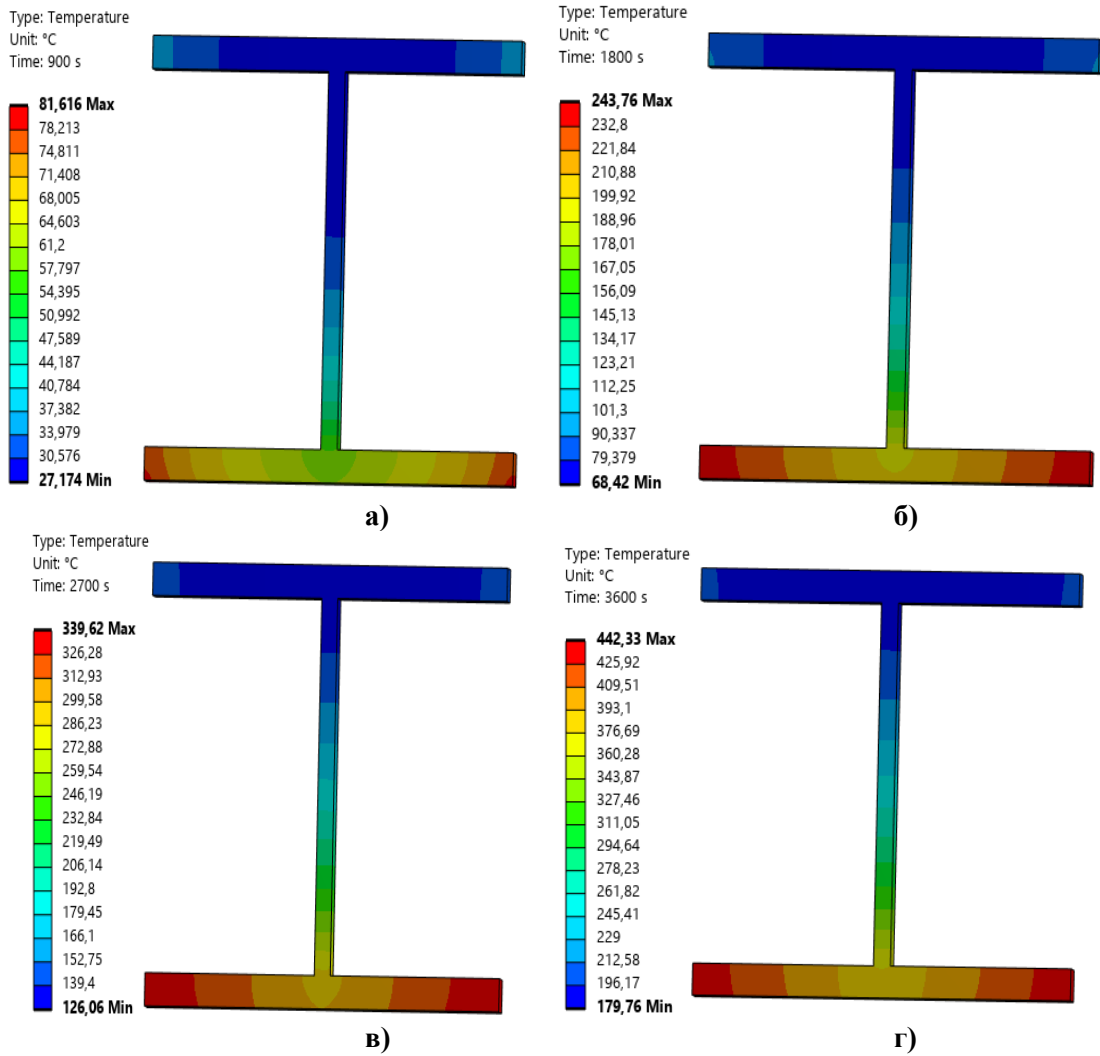 Type: Temperature
Unit: °C
Time: 900 s
81,616 Max
78,213
74,811
71,408
68,005
64,603
61,2
57,797
54,395
50,992
47,589
44,187
40,784
37,382
33,979
30,576
27,174 Min
а)
Type: Temperature
Unit: °C
Time: 1800 s
243,76 Max
232,8
221,84
210,88
199,92
188,96
178,01
167,05
156,09
145,13
134,17
123,21
112,25
101,3
90,337
79,379
68,42 Min
б)
Type: Temperature
Unit: °C
Time: 2700 s
339,62 Max
326,28
312,93
299,58
286,23
272,88
259,54
246,19
232,84
219,49
206,14
192,8
179,45
166,1
152,75
139,4
126,06 Min
в)
Type: Temperature
Unit: °C
Time: 3600 s
442,33 Max
425,92
409,51
393,1
376,69
360,28
343,87
327,46
311,05
294,64
278,23
261,82
245,41
229
212,58
196,17
179,76 Min
г)